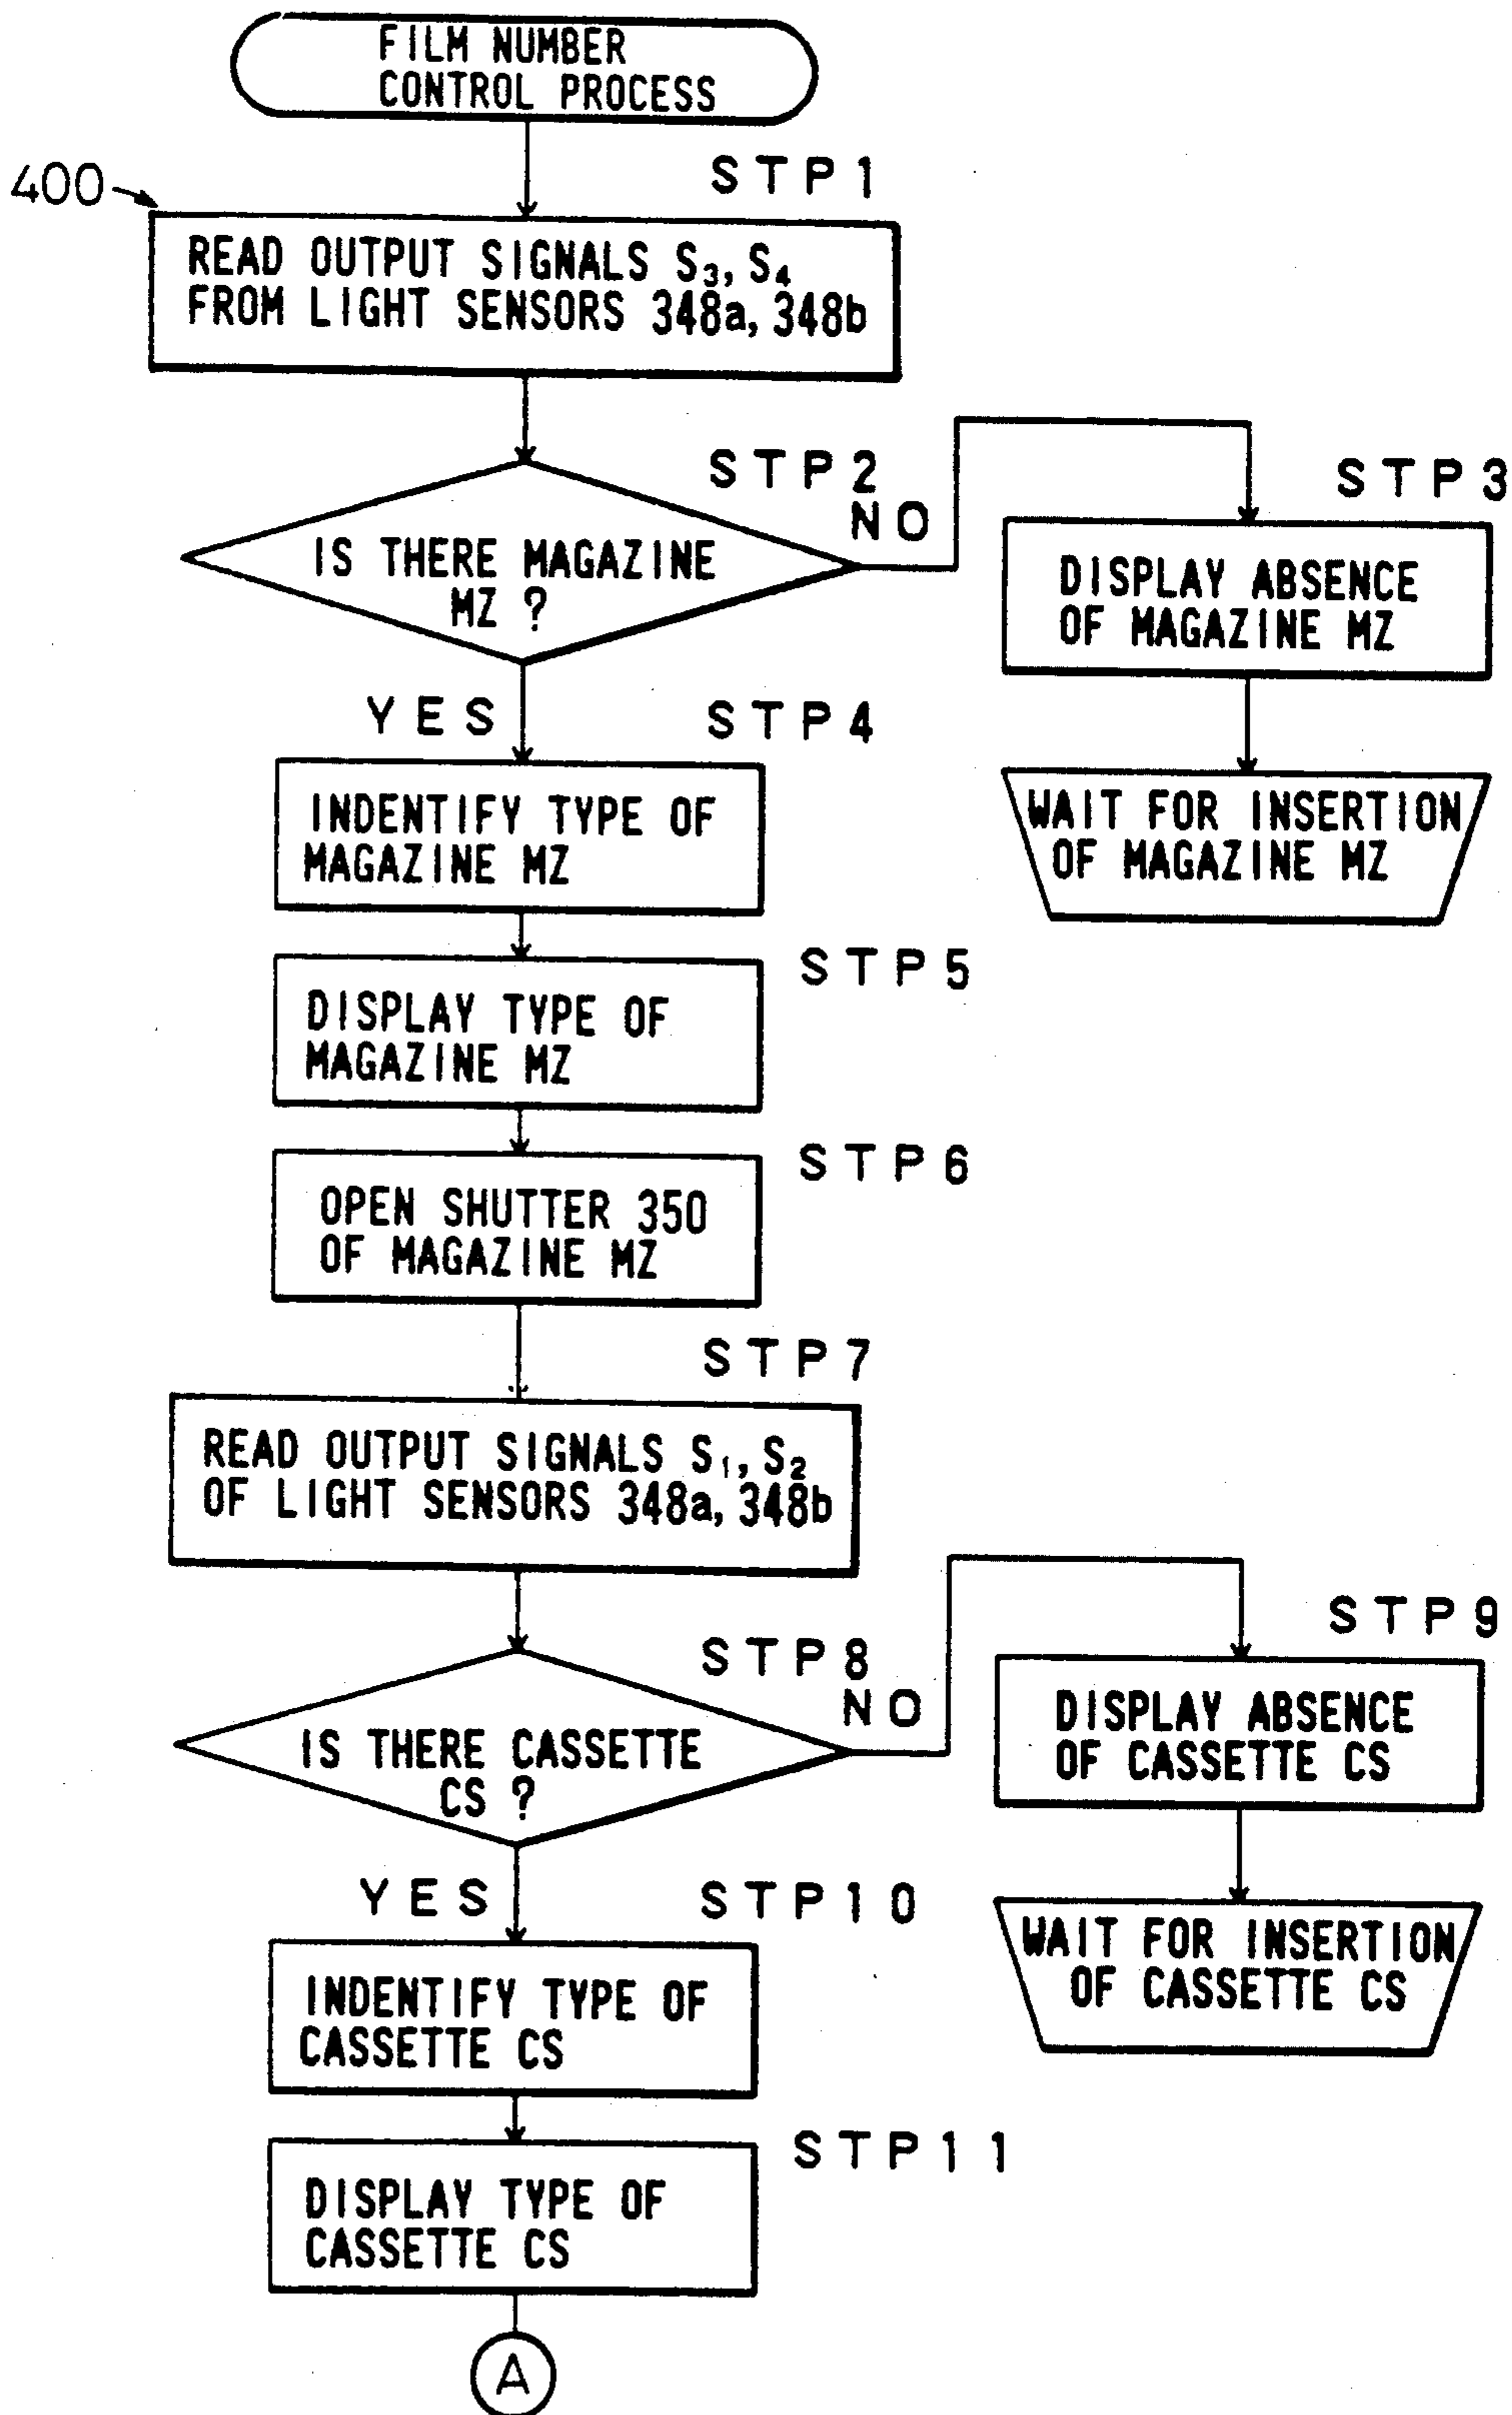 FILM NUMBER
CONTROL PROCESS
400
STP1
READ OUTPUT SIGNALS S₃, S₄
FROM LIGHT SENSORS 348a, 348b
STP2
NO
IS THERE MAGAZINE
MZ ?
STP3
DISPLAY ABSENCE
OF MAGAZINE MZ
WAIT FOR INSERTION
OF MAGAZINE MZ
YES
STP4
INDENTIFY TYPE OF
MAGAZINE MZ
STP5
DISPLAY TYPE OF
MAGAZINE MZ
STP6
OPEN SHUTTER 350
OF MAGAZINE MZ
STP7
READ OUTPUT SIGNALS S₁, S₂
OF LIGHT SENSORS 348a, 348b
STP8
NO
IS THERE CASSETTE
CS ?
STP9
DISPLAY ABSENCE
OF CASSETTE CS
WAIT FOR INSERTION
OF CASSETTE CS
YES
STP10
INDENTIFY TYPE OF
CASSETTE CS
STP11
DISPLAY TYPE OF
CASSETTE CS
A